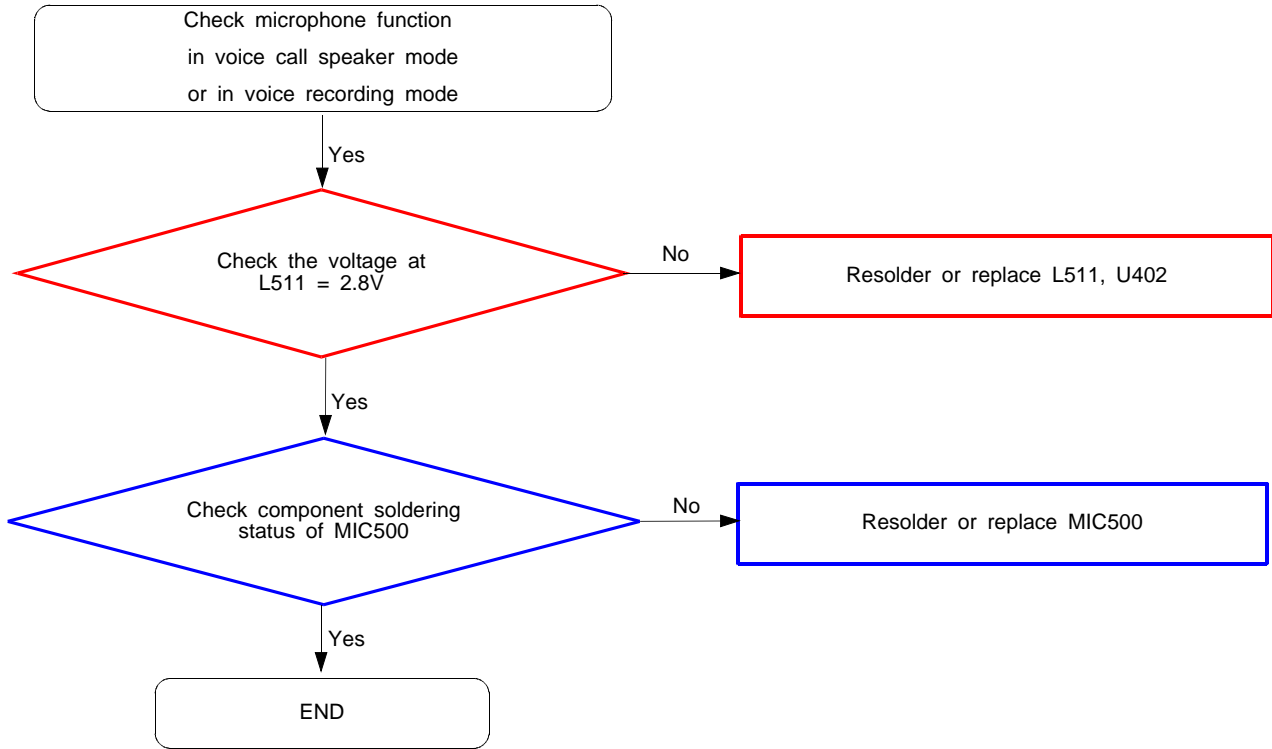 Check microphone function
in voice call speaker mode
or in voice recording mode
Yes
Check the voltage at
L511 = 2.8V
No
Resolder or replace L511, U402
Yes
Check component soldering
status of MIC500
No
Resolder or replace MIC500
Yes
END